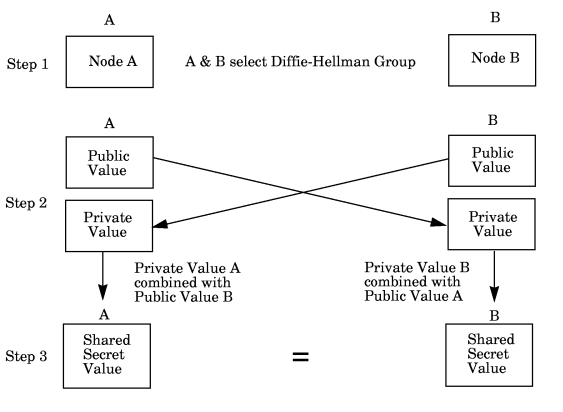 A
B
Step 1
Node A
A & B select Diffie-Hellman Group
Node B
A
B
Step 2
Public
Value
Public
Value
Private
Value
Private
Value
Private Value A
combined with
Public Value B
Private Value B
combined with
Public Value A
A
B
Step 3
Shared
Secret
Value
=
Shared
Secret
Value